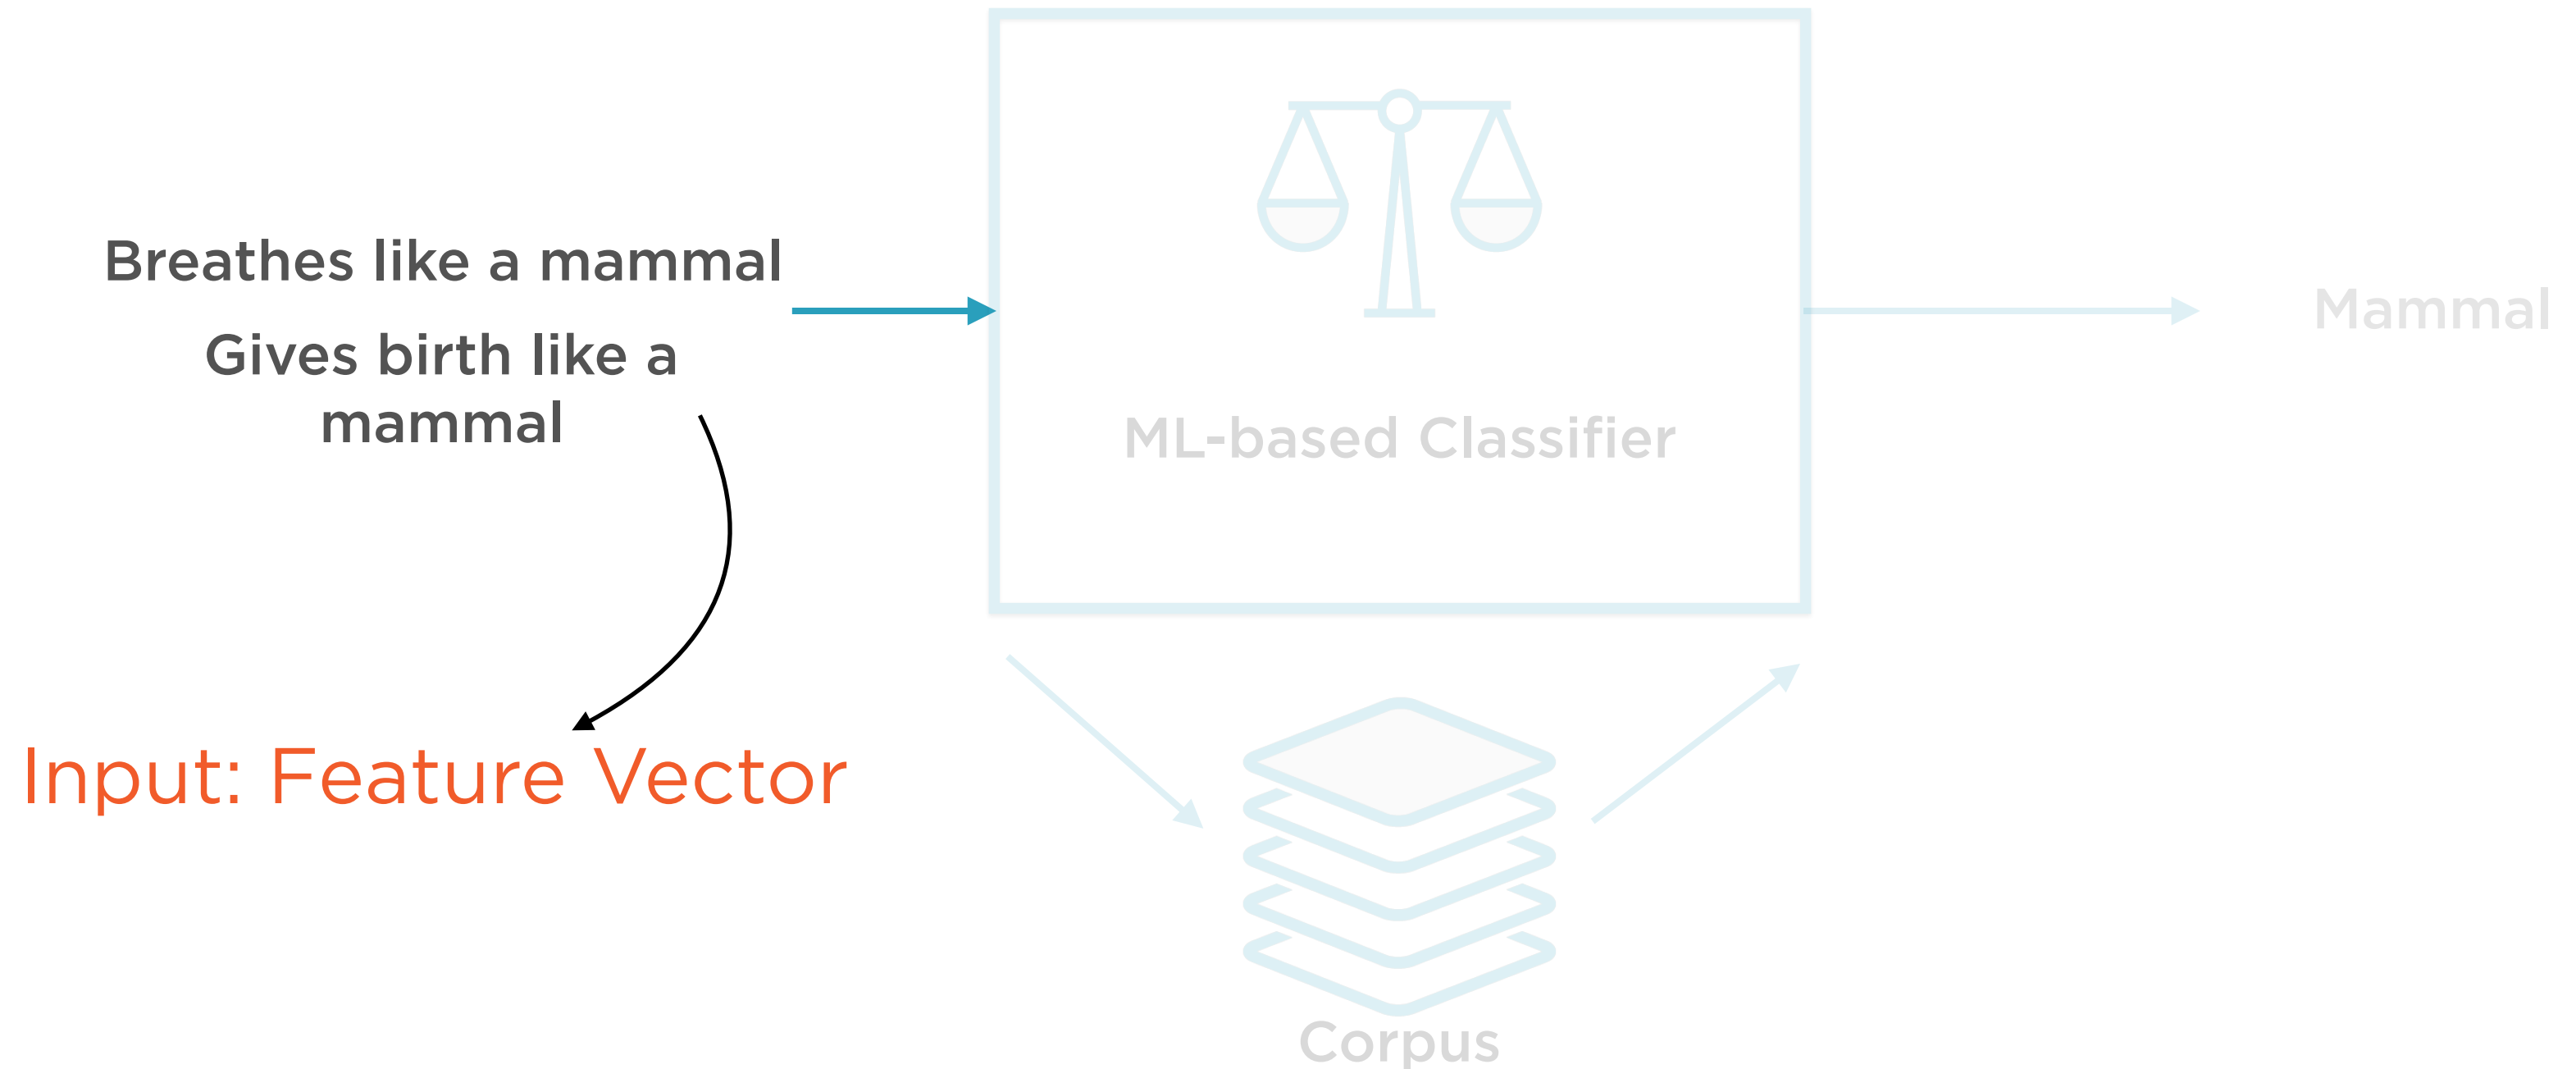 Breathes like a mammal
Gives birth like a
mammal
Input: Feature Vector
ML-based Classifier
Corpus
Mammal